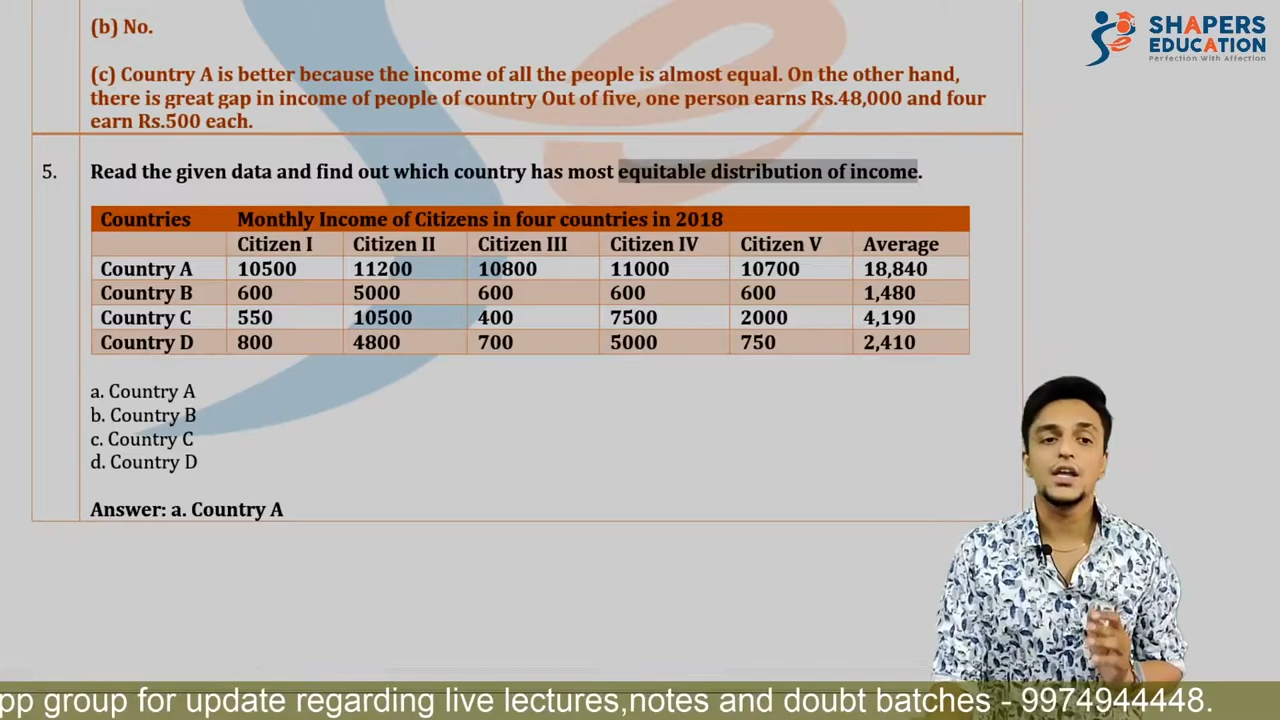 (b) No.
SHAPERS
EDUCATION
Perfection With Affection
(c) Country A is better because the income of all the people is almost equal. On the other hand,
there is great gap in income of people of country Out of five, one person earns Rs.48,000 and four
earn Rs.500 each.
5. Read the given data and find out which country has most equitable distribution of income.
Countries Monthly Income of Citizens in four countries in 2018
Citizen I Citizen II Citizen III Citizen IV Citizen V Average
Country A 10500 11200 10800 11000 10700 18,840
Country B 600 5000 600 600 600 1,480
Country C 550 10500 400 7500 2000 4,190
Country D 800 4800 700 5000 750 2,410
a. Country A
b. Country B
c. Country C
d. Country D
Answer: a. Country A
pp group for update regarding live lectures,notes and doubt batches - 9974944448.